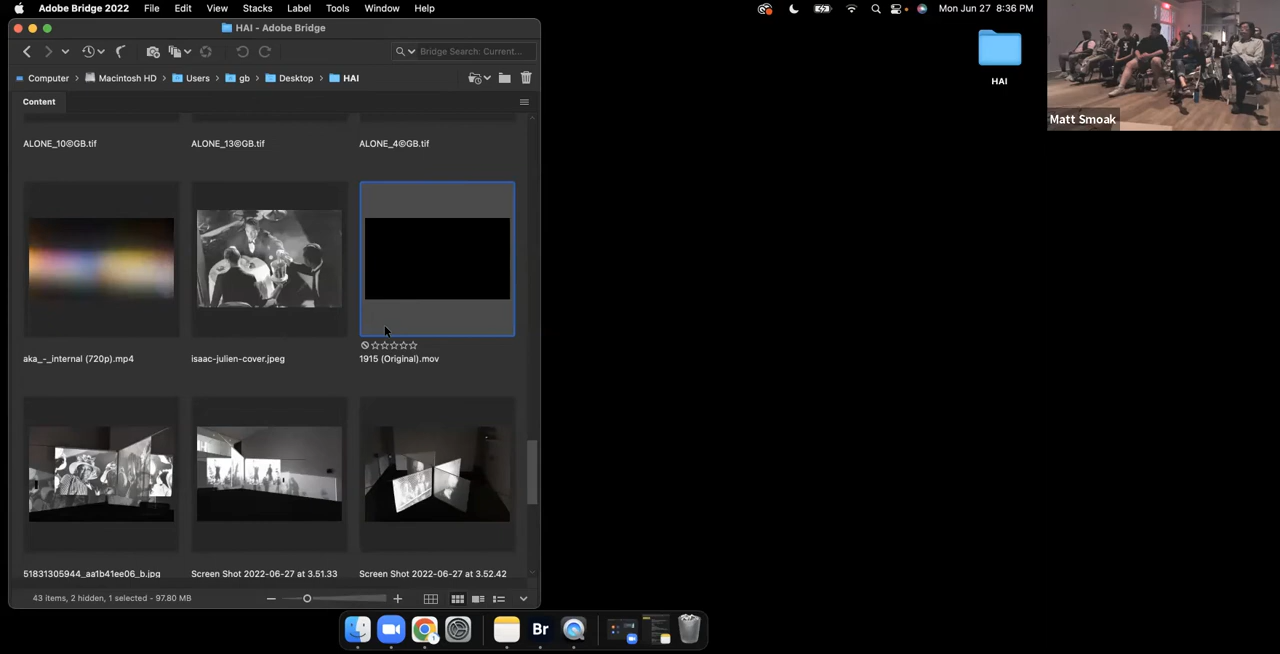 Adobe Bridge 2022 File Edit View Stacks Label Tools Window Help Mon Jun 27 8:36 PM
HAI - Adobe Bridge
Bridge Search: Current...
Computer > Macintosh HD > Users > gb > Desktop > HAI
Content
ALONE_10©GB.tif ALONE_13©GB.tif ALONE_4©GB.tif
aka_-_internal (720p).mp4 isaac-julien-cover.jpeg 1915 (Original).mov
51831305944_aa1b41ee06_b.jpg Screen Shot 2022-06-27 at 3.51.33 Screen Shot 2022-06-27 at 3.52.42
43 items, 2 hidden, 1 selected - 97.80 MB
HAI
Matt Smoak
Br